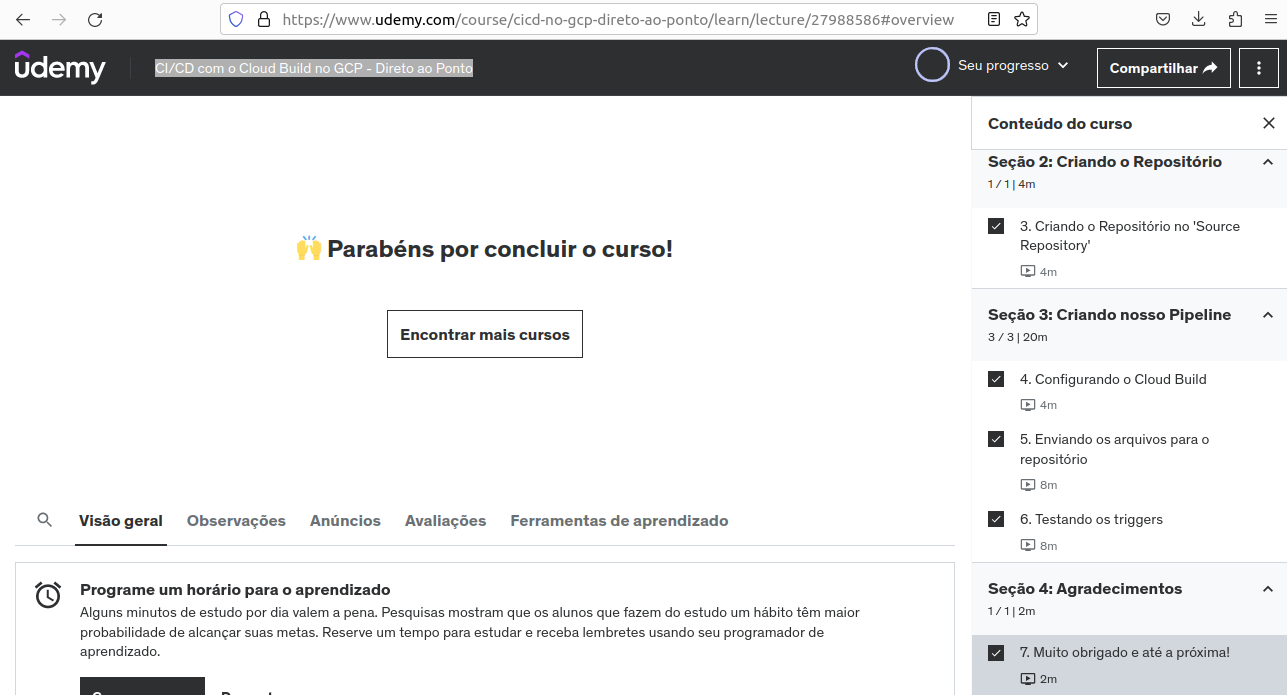 https://www.udemy.com/course/cicd-no-gcp-direto-ao-ponto/learn/lecture/27988586#overview
udemy
CI/CD com o Cloud Build no GCP - Direto ao Ponto
Seu progresso
Compartilhar
Parabéns por concluir o curso!
Encontrar mais cursos
Visão geral
Observações
Anúncios
Avaliações
Ferramentas de aprendizado
Programe um horário para o aprendizado
Alguns minutos de estudo por dia valem a pena. Pesquisas mostram que os alunos que fazem do estudo um hábito têm maior
probabilidade de alcançar suas metas. Reserve um tempo para estudar e receba lembretes usando seu programador de
aprendizado.
Conteúdo do curso
Seção 2: Criando o Repositório
1 / 1 | 4m
3. Criando o Repositório no 'Source
Repository'
4m
Seção 3: Criando nosso Pipeline
3 / 3 | 20m
4. Configurando o Cloud Build
4m
5. Enviando os arquivos para o
repositório
8m
6. Testando os triggers
8m
Seção 4: Agradecimentos
1 / 1 | 2m
7. Muito obrigado e até a próxima!
2m